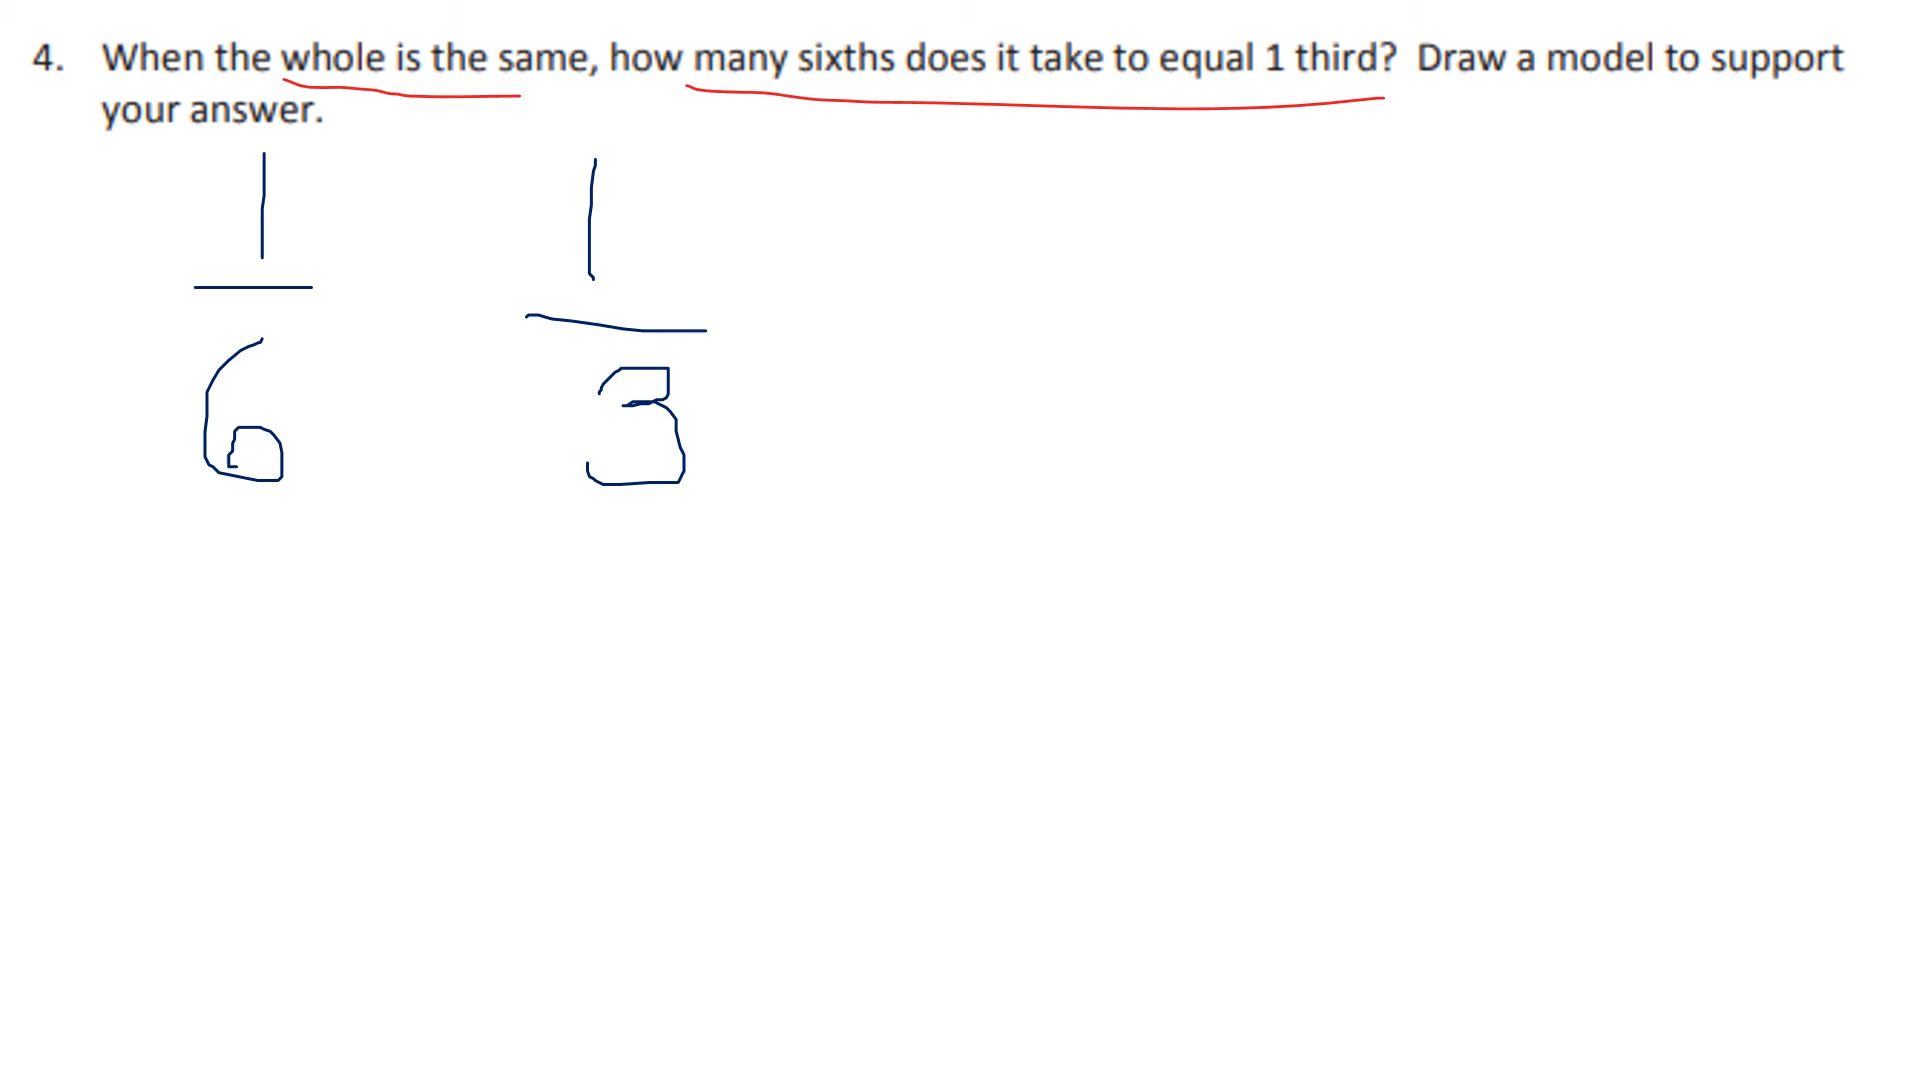 4. When the whole is the same, how many sixths does it take to equal 1 third? Draw a model to support
your answer.
1 1
6 3